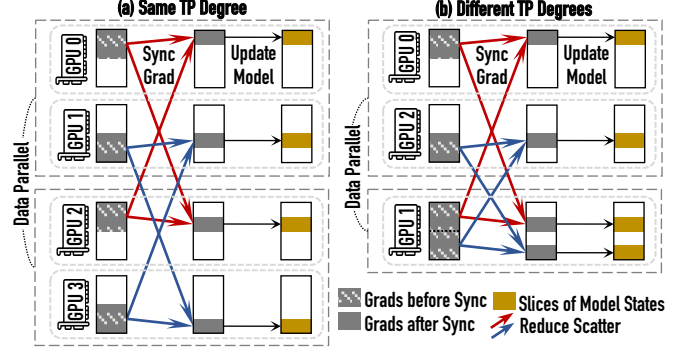 (a) Same TP Degree
(b) Different TP Degrees
GPU 0
Sync
Grad
Update
Model
GPU 1
GPU 2
GPU 3
Data Parallel
GPU 0
Sync
Grad
Update
Model
GPU 2
GPU 1
Data Parallel
Grads before Sync
Grads after Sync
Slices of Model States
Reduce Scatter